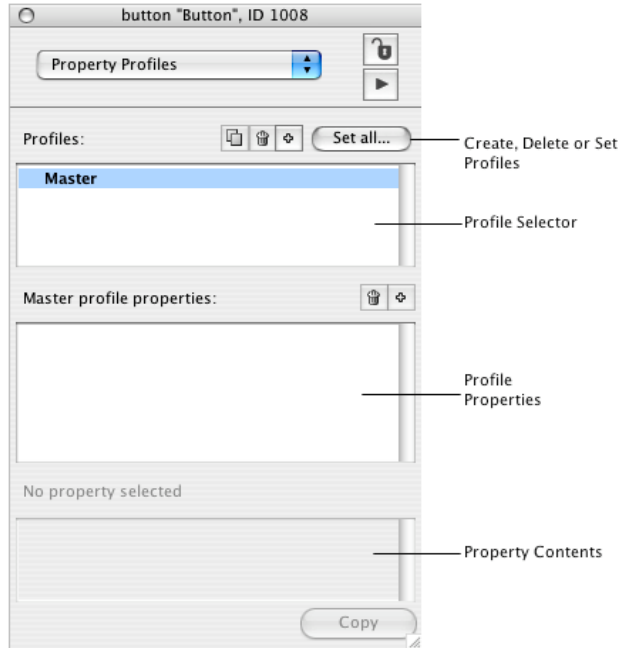 button "Button", ID 1008
Property Profiles
Profiles:
Set all...
Create, Delete or Set
Profiles
Master
Profile Selector
Master profile properties:
Profile
Properties
No property selected
Property Contents
Copy